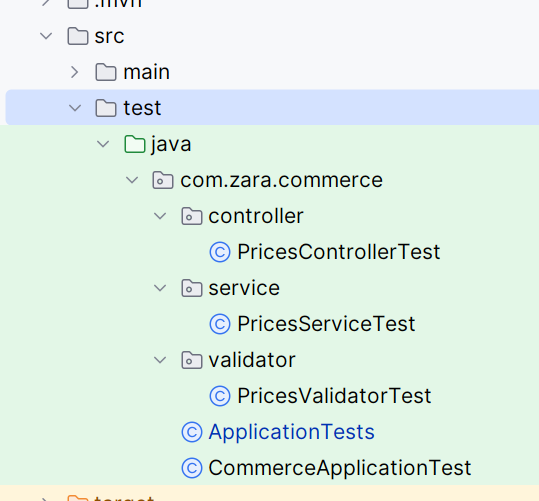 .mvn
src
main
test
java
com.zara.commerce
controller
PricesControllerTest
service
PricesServiceTest
validator
PricesValidatorTest
ApplicationTests
CommerceApplicationTest
target